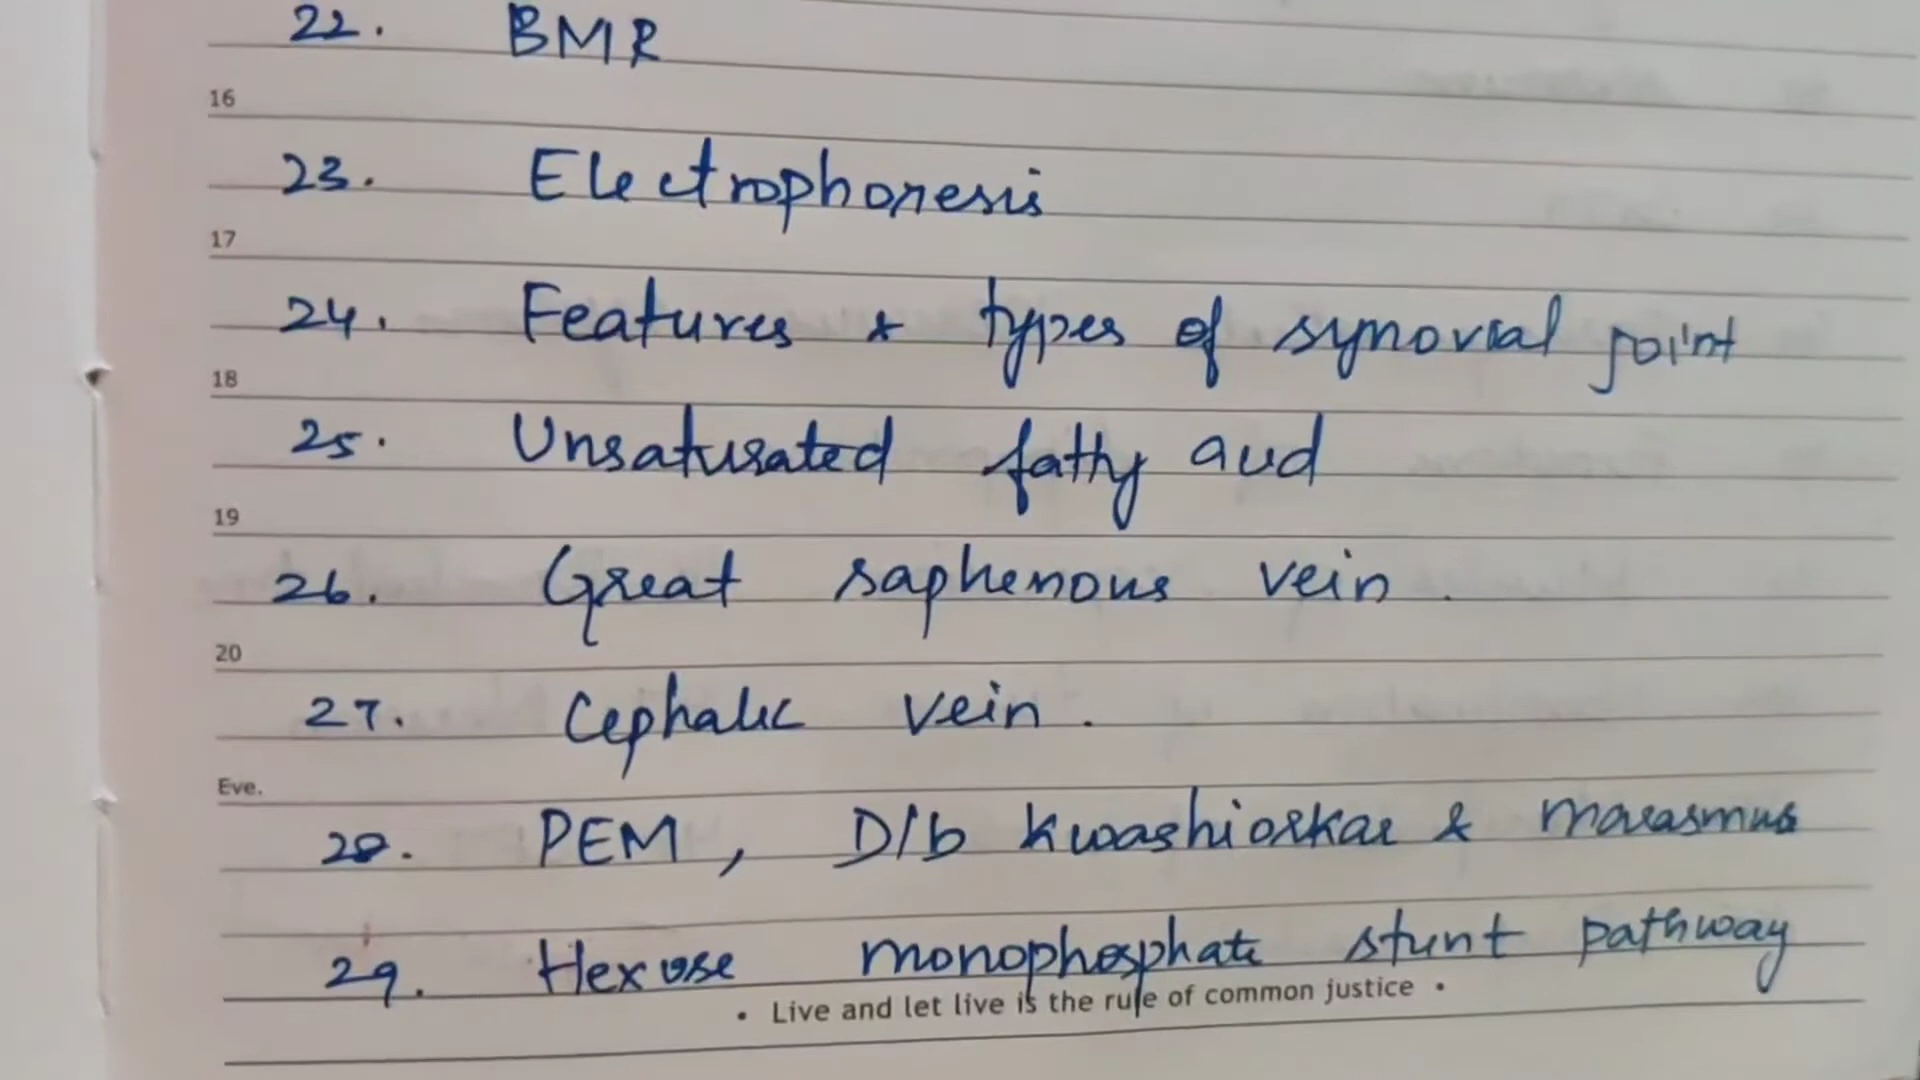 22. BMR
16
23. Electrophoresis
17
24. Features & types of synovial joint
18
25. Unsaturated fatty acid
19
26. Great saphenous vein.
20
27. Cephalic vein.
Eve.
28. PEM, D/b kwashiorkar & marasmus
29. Hexose monophosphate stunt pathway
• Live and let live is the rule of common justice •